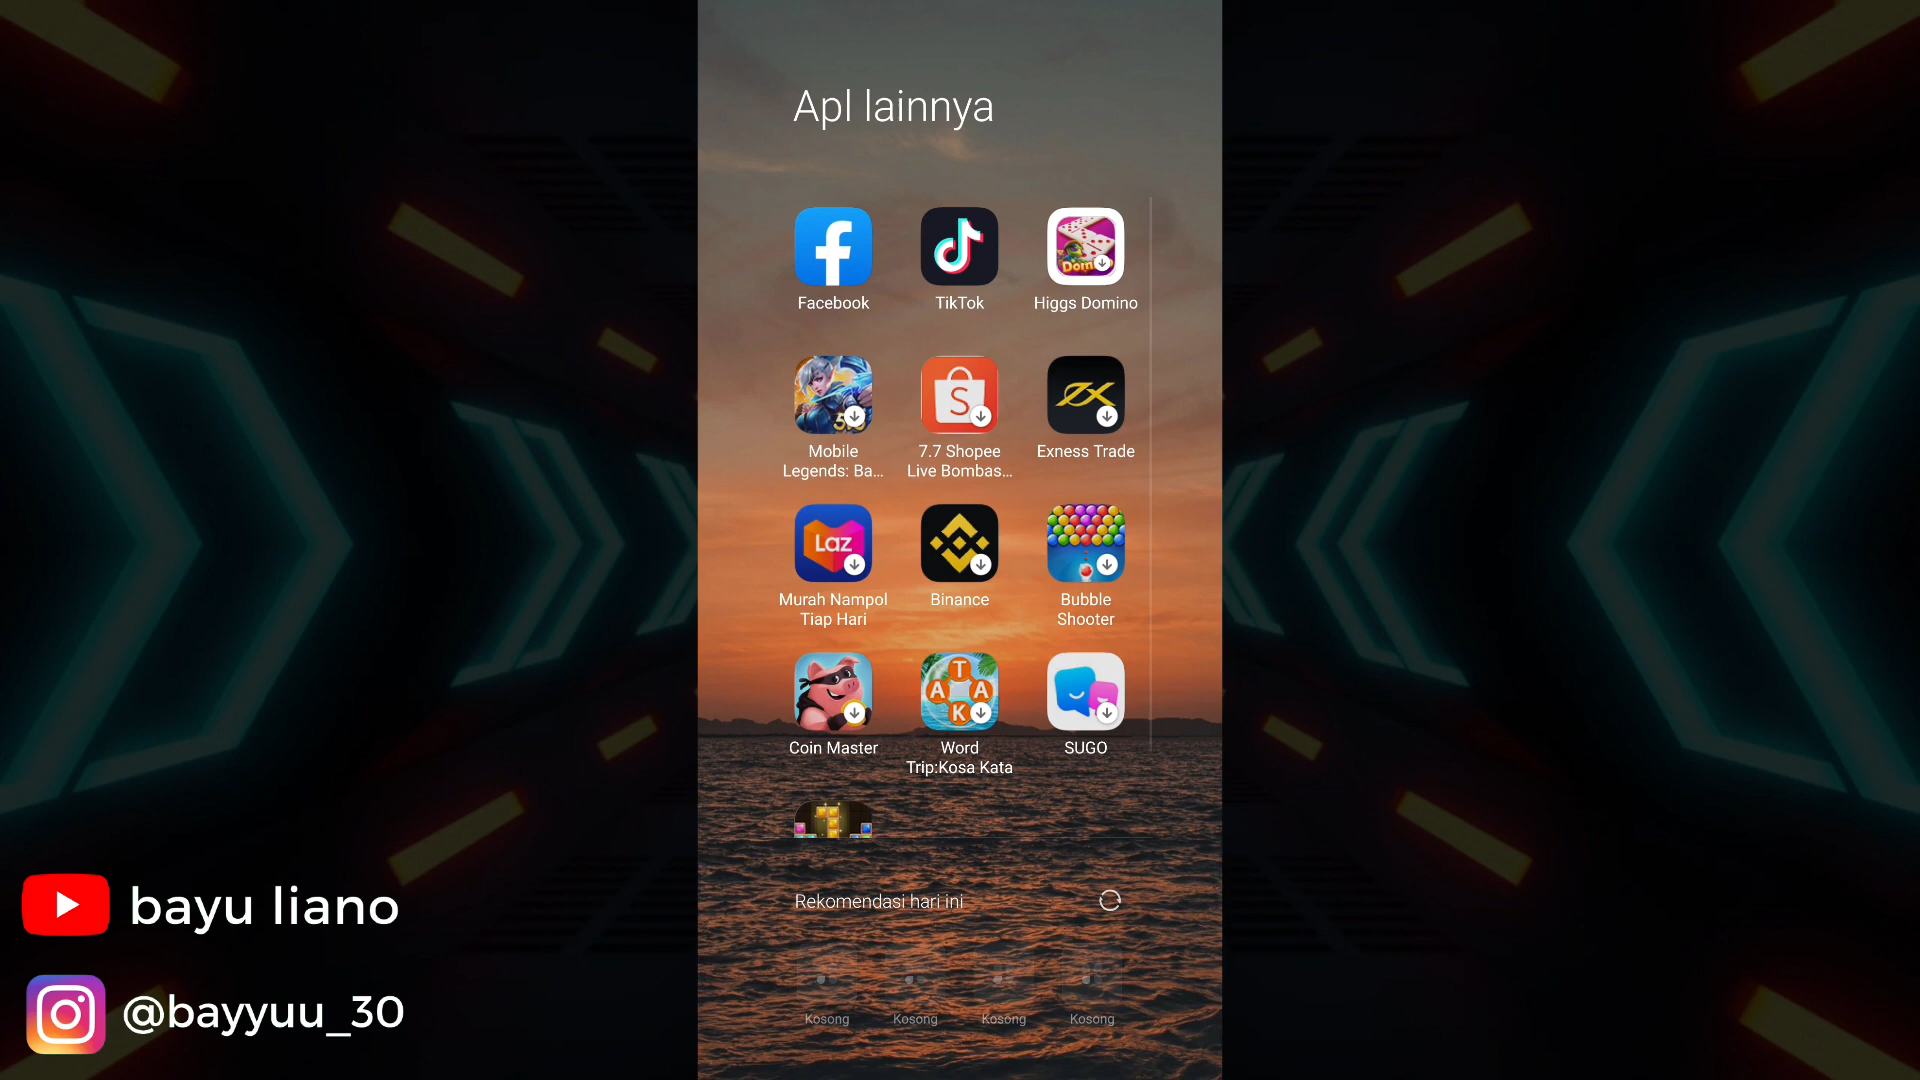 Apl lainnya
Facebook
TikTok
Domino
Higgs Domino
Mobile
Legends: Ba...
7.7 Shopee
Live Bombas...
Exness Trade
Laz
Murah Nampol
Tiap Hari
Binance
Bubble
Shooter
Coin Master
T
A A
K
Word
Trip:Kosa Kata
SUGO
Rekomendasi hari ini
Kosong Kosong Kosong Kosong
bayu liano
@bayyuu_30